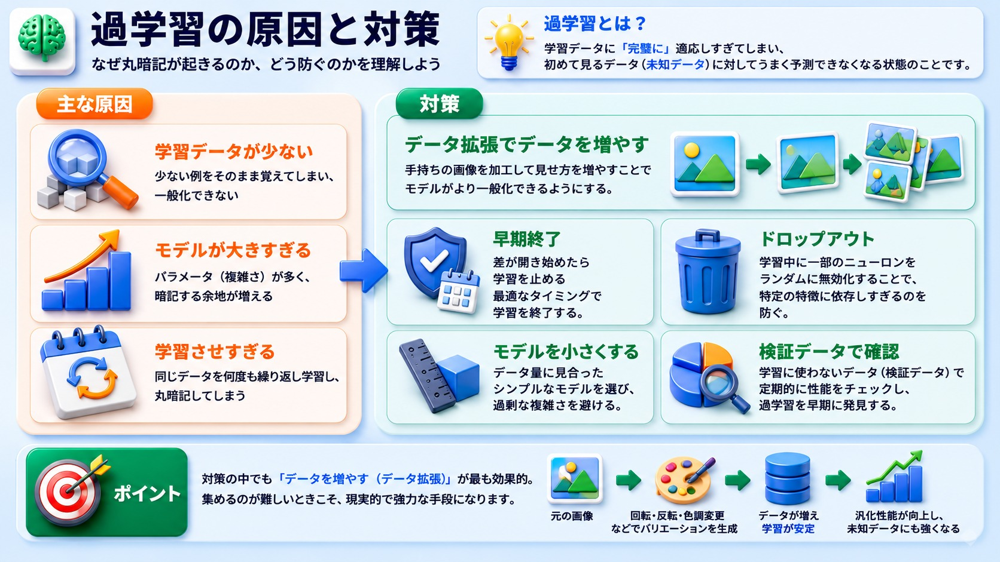 過学習の原因と対策
なぜ丸暗記が起きるのか、どう防ぐのかを理解しよう
過学習とは？
学習データに「完璧に」適応しすぎてしまい、
初めて見るデータ（未知データ）に対してうまく予測できなくなる状態のことです。
主な原因
学習データが少ない
少ない例をそのまま覚えてしまい、
一般化できない
モデルが大きすぎる
パラメータ（複雑さ）が多く、
暗記する余地が増える
学習させすぎる
同じデータを何度も繰り返し学習し、
丸暗記してしまう
対策
データ拡張でデータを増やす
手持ちの画像を加工して見せ方を増やすことで
モデルがより一般化できるようにする。
早期終了
差が開き始めたら
学習を止める
最適なタイミングで
学習を終了する。
ドロップアウト
学習中に一部のニューロンを
ランダムに無効化することで、
特定の特徴に依存しすぎるのを
防ぐ。
モデルを小さくする
データ量に見合った
シンプルなモデルを選び、
過剰な複雑さを避ける。
検証データで確認
学習に使わないデータ（検証データ）で
定期的に性能をチェックし、
過学習を早期に発見する。
ポイント
対策の中でも「データを増やす（データ拡張）」が最も効果的。
集めるのが難しいときこそ、現実的で強力な手段になります。
元の画像
回転・反転・色調変更
などでバリエーションを生成
データが増え
学習が安定
汎化性能が向上し、
未知データにも強くなる